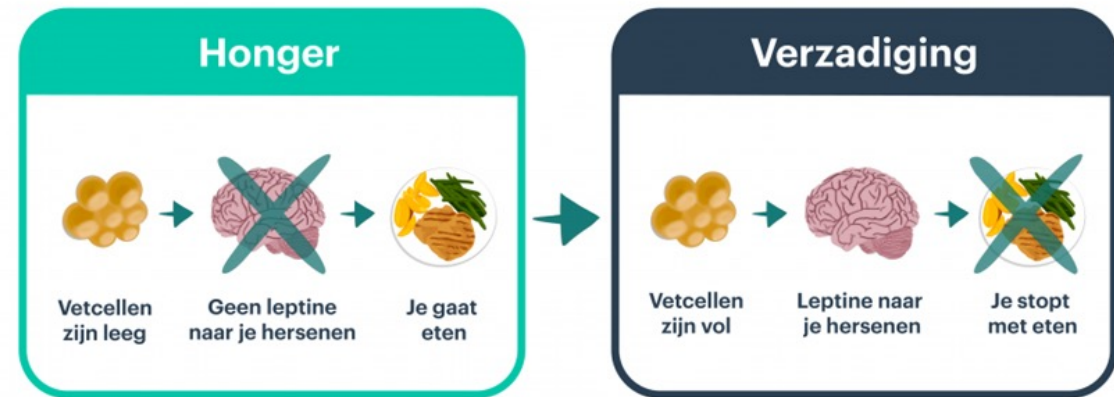 Honger
Vetcellen
zijn leeg
Geen leptine
naar je hersenen
Je gaat
eten
Verzadiging
Vetcellen
zijn vol
Leptine naar
je hersenen
Je stopt
met eten